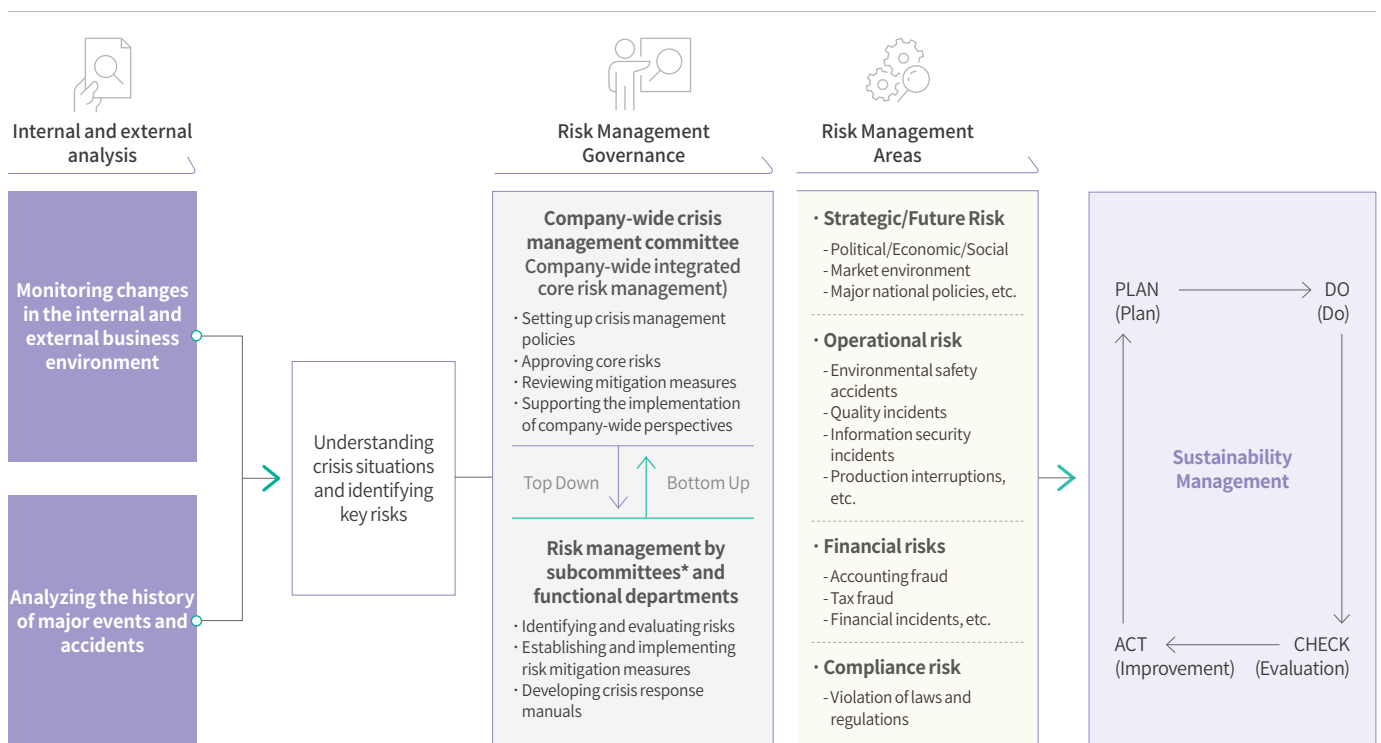 Internal and external
analysis
Risk Management
Governance
Risk Management
Areas
Monitoring changes
in the internal and
external business
environment
Analyzing the history
of major events and
accidents
Understanding
crisis situations
and identifying
key risks
Company-wide crisis
management committee
Company-wide integrated
core risk management)
· Setting up crisis management
policies
· Approving core risks
· Reviewing mitigation measures
· Supporting the implementation
of company-wide perspectives
Top Down
Bottom Up
Risk management by
subcommittees* and
functional departments
· Identifying and evaluating risks
· Establishing and implementing
risk mitigation measures
· Developing crisis response
manuals
· Strategic/Future Risk
- Political/Economic/Social
- Market environment
- Major national policies, etc.
· Operational risk
- Environmental safety
accidents
- Quality incidents
- Information security
incidents
- Production interruptions,
etc.
· Financial risks
- Accounting fraud
- Tax fraud
- Financial incidents, etc.
· Compliance risk
- Violation of laws and
regulations
PLAN
(Plan)
DO
(Do)
Sustainability
Management
ACT
(Improvement)
CHECK
(Evaluation)